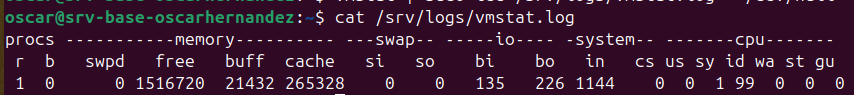 oscar@srv-base-oscarhernandez:~$ cat /srv/logs/vmstat.log
procs -----------memory---------- ---swap-- -----io---- -system-- -------cpu-------
 r  b   swpd   free   buff  cache   si   so    bi    bo   in   cs us sy id wa st gu
 1  0      0 1516720  21432 265328    0    0   135   226 1144    0  0  1 99  0  0  0